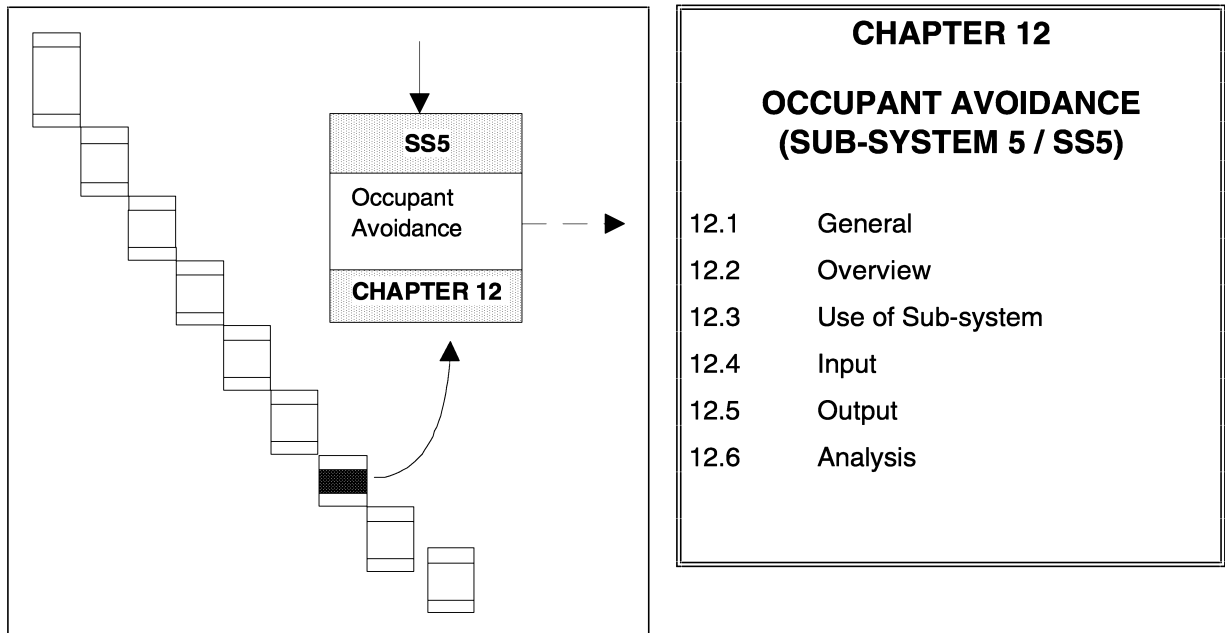 SS5
Occupant
Avoidance
CHAPTER 12
CHAPTER 12
OCCUPANT AVOIDANCE
(SUB-SYSTEM 5 / SS5)
12.1 General
12.2 Overview
12.3 Use of Sub-system
12.4 Input
12.5 Output
12.6 Analysis